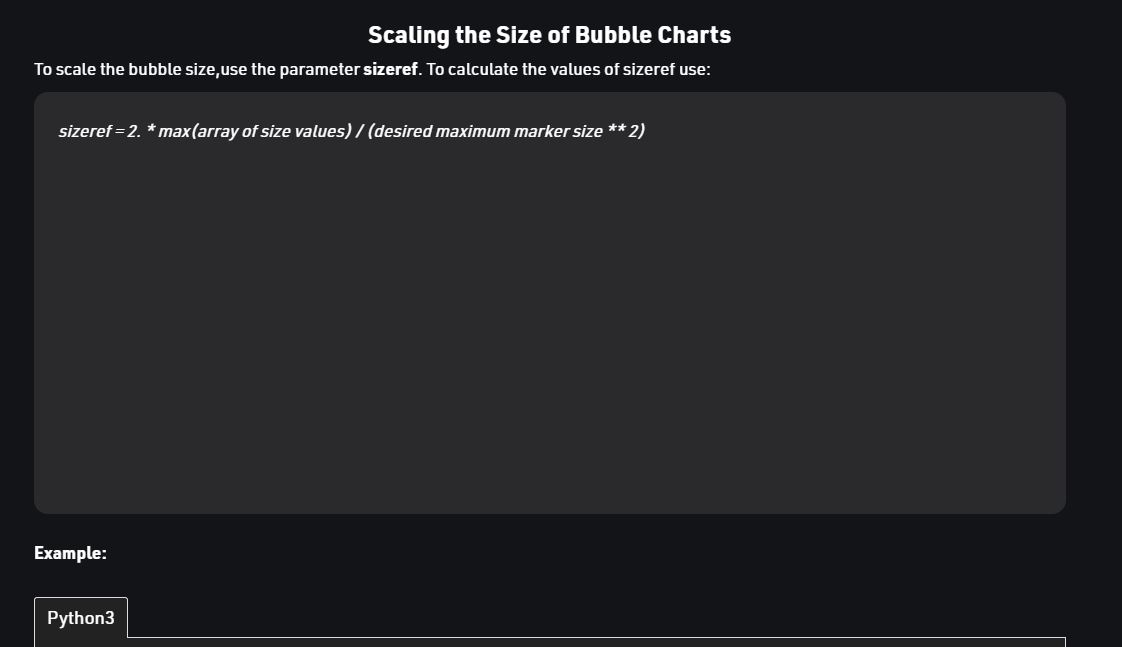 Scaling the Size of Bubble Charts
To scale the bubble size,use the parameter sizeref. To calculate the values of sizeref use:
sizeref = 2. * max(array of size values) / (desired maximum marker size ** 2)
Example:
Python3